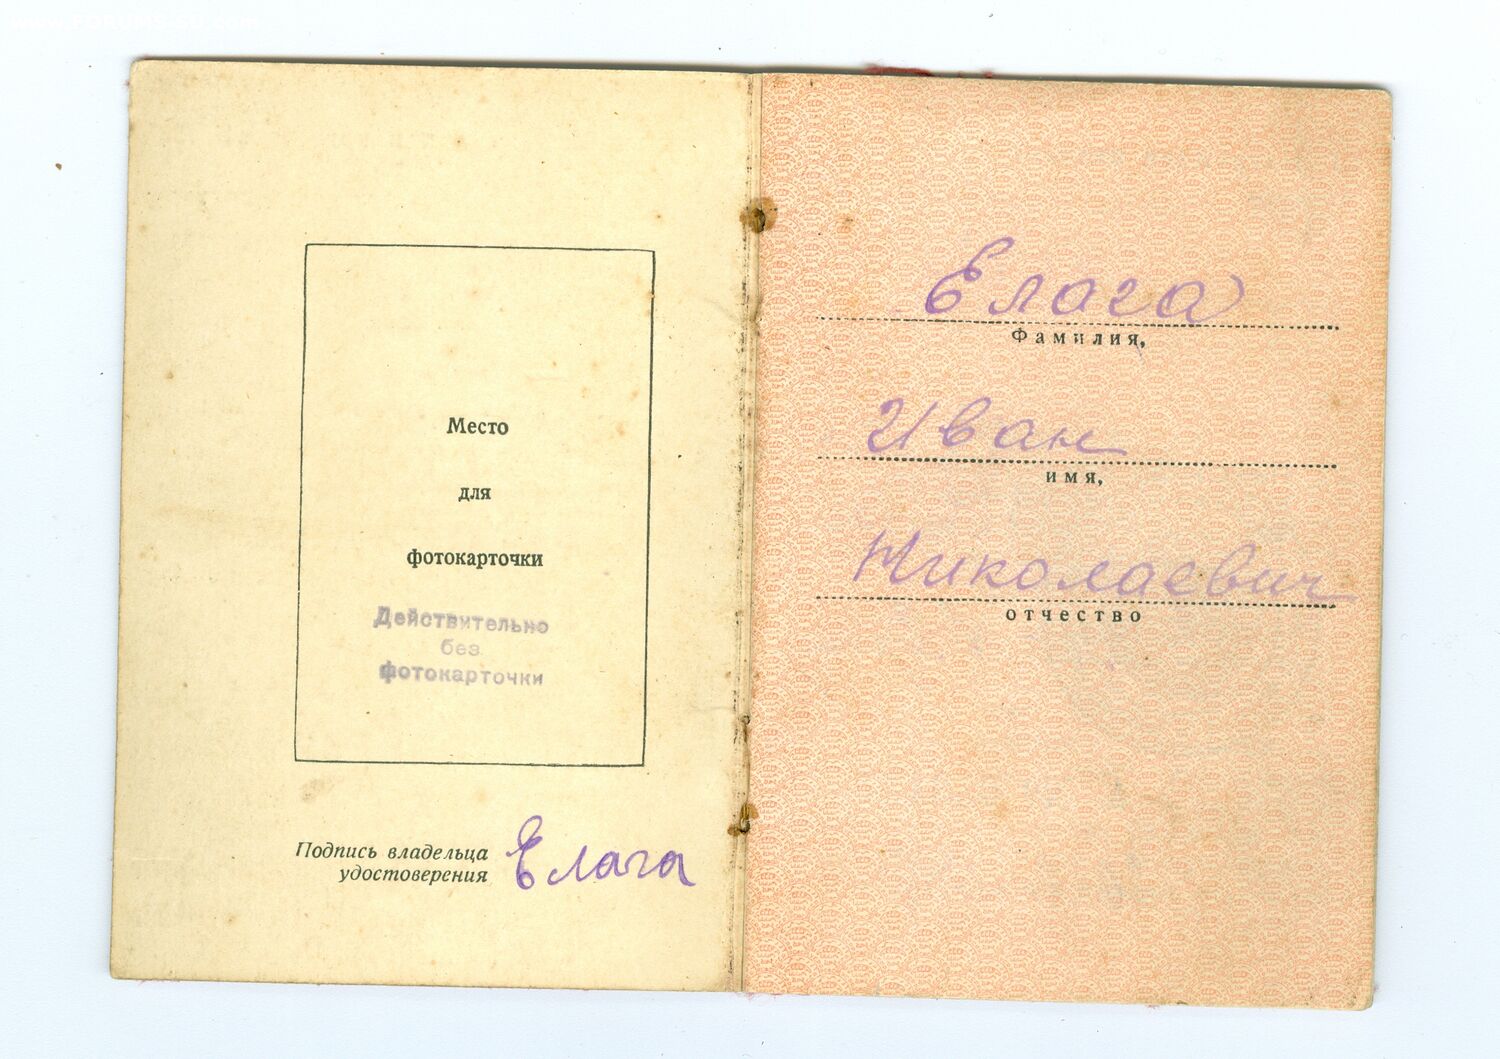 Место
для
фотокарточки
Действительно
без
фотокарточки
Подпись владельца
удостоверения
Елага
Елага
Фамилия,
Иван
имя,
Николаевич
отчество